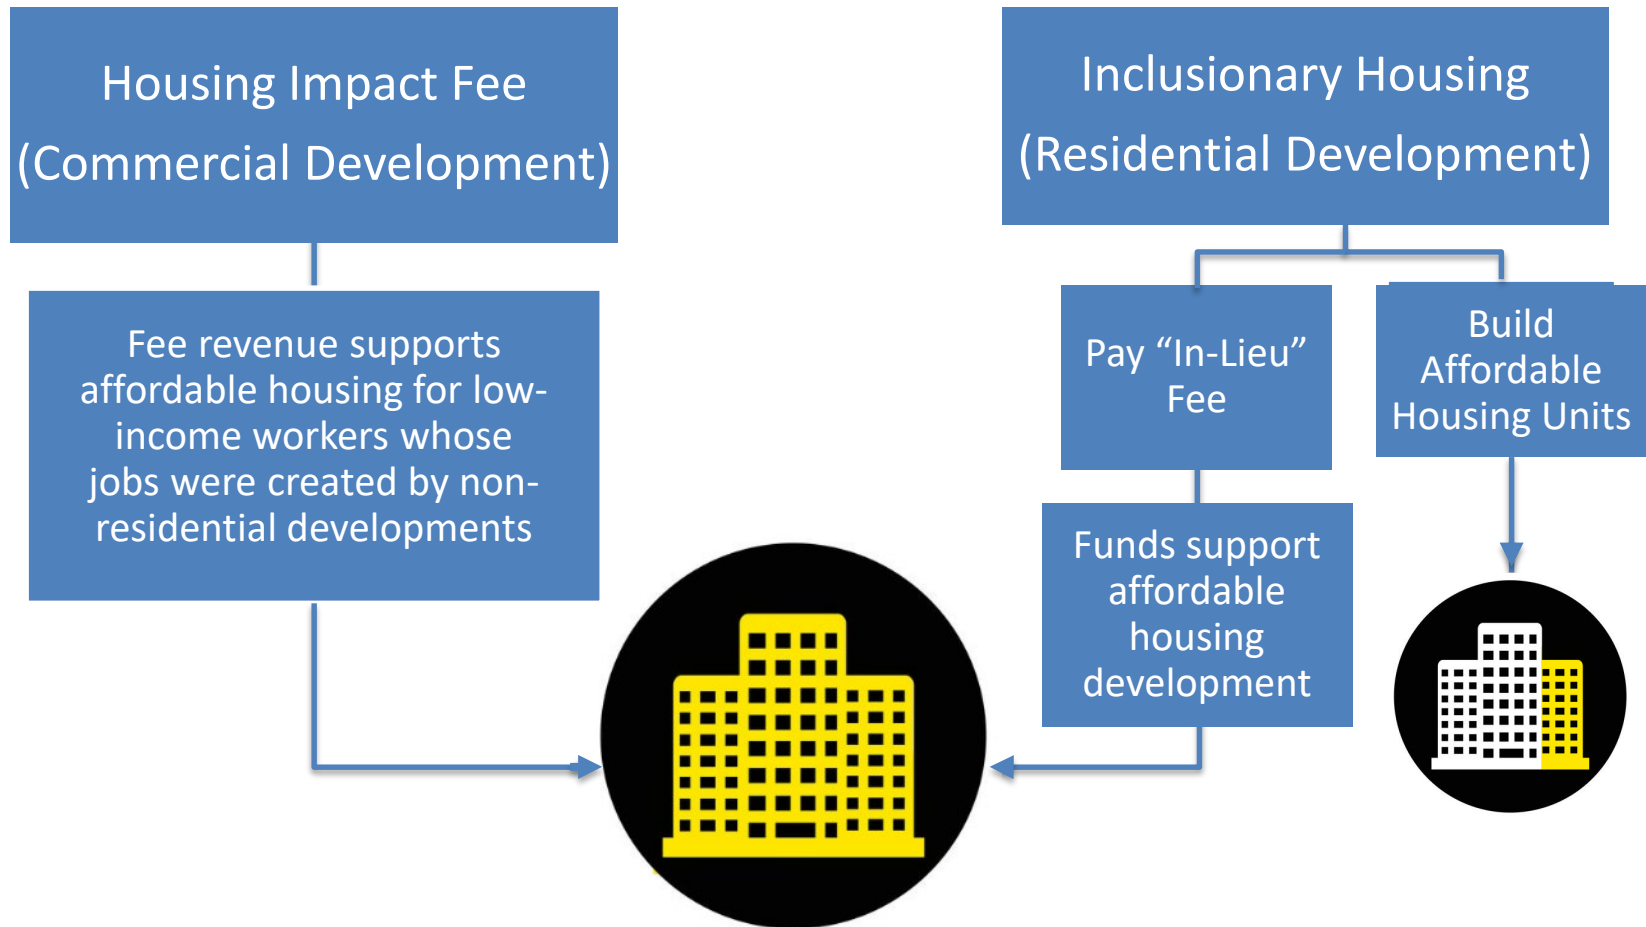 Housing Impact Fee
(Commercial Development)
Fee revenue supports
affordable housing for low-
income workers whose
jobs were created by non-
residential developments
Inclusionary Housing
(Residential Development)
Pay “In-Lieu”
Fee
Funds support
affordable
housing
development
Build
Affordable
Housing Units